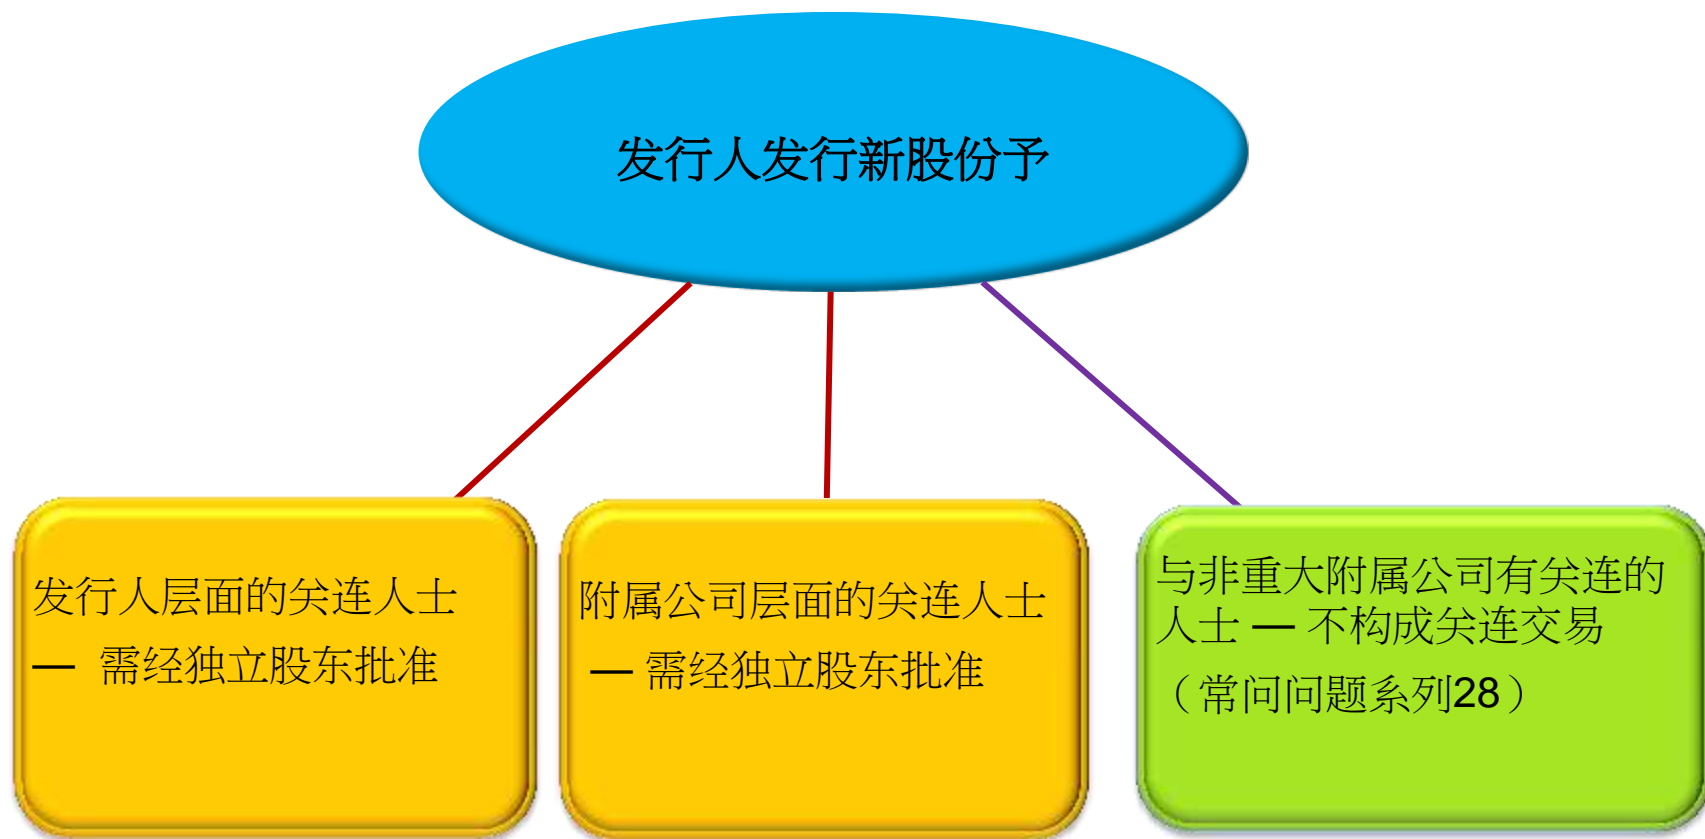 发行人发行新股份予
发行人层面的关连人士
— 需经独立股东批准
附属公司层面的关连人士
— 需经独立股东批准
与非重大附属公司有关连的
人士 — 不构成关连交易
（常问问题系列28）